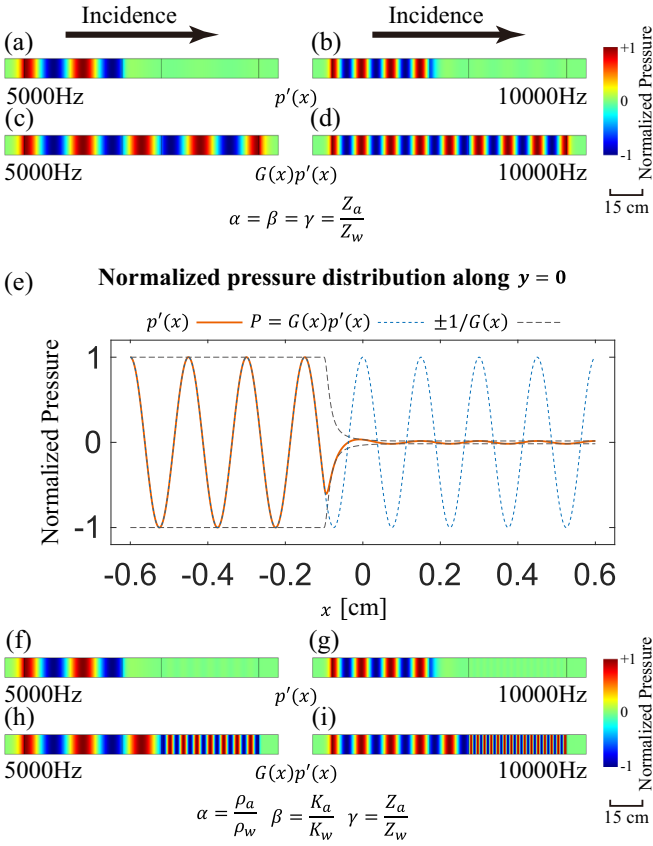 Incidence Incidence
(a) (b)
5000Hz p′(x) 10000Hz
(c) (d)
5000Hz G(x)p′(x) 10000Hz
+1
0
-1
Normalized Pressure
15 cm
α = β = γ = Z_a/Z_w
(e) Normalized pressure distribution along y = 0
p′(x) P = G(x)p′(x) ±1/G(x)
Normalized Pressure
1
0
-1
-0.6 -0.4 -0.2 0 0.2 0.4 0.6
x [cm]
(f) (g)
5000Hz p′(x) 10000Hz
(h) (i)
5000Hz G(x)p′(x) 10000Hz
+1
0
-1
Normalized Pressure
15 cm
α = ρ_a/ρ_w β = K_a/K_w γ = Z_a/Z_w